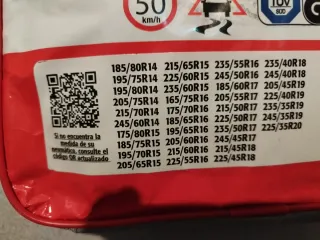 50
km/h
TÜV
185/80R14 215/65R15 235/55R16 235/40R18
195/75R14 225/60R15 245/50R16 245/40R18
195/80R14 235/60R15 185/60R17 205/45R19
205/75R14 165/75R16 205/55R17 225/40R19
215/70R14 175/70R16 215/50R17 235/35R19
245/60R14 185/65R16 225/50R17 245/35R19
175/80R15 195/65R16 235/50R17 225/35R20
185/75R15 205/60R16 245/45R17
195/70R15 215/60R16 215/45R18
205/65R15 225/55R16 225/45R18
Si no encuentra la
medida de su
neumático, consulte el
código QR actualizado